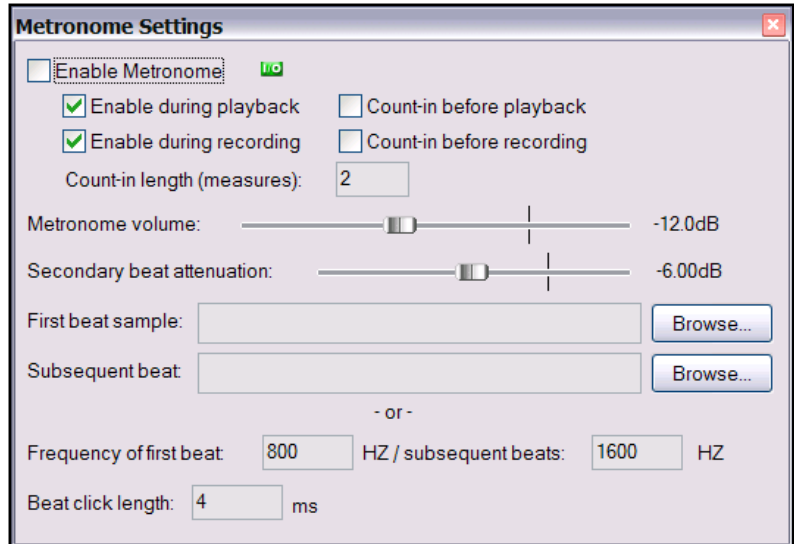 Metronome Settings
Enable Metronome I/O
Enable during playback Count-in before playback
Enable during recording Count-in before recording
Count-in length (measures): 2
Metronome volume: -12.0dB
Secondary beat attenuation: -6.00dB
First beat sample: Browse...
Subsequent beat: Browse...
- or -
Frequency of first beat: 800 HZ / subsequent beats: 1600 HZ
Beat click length: 4 ms